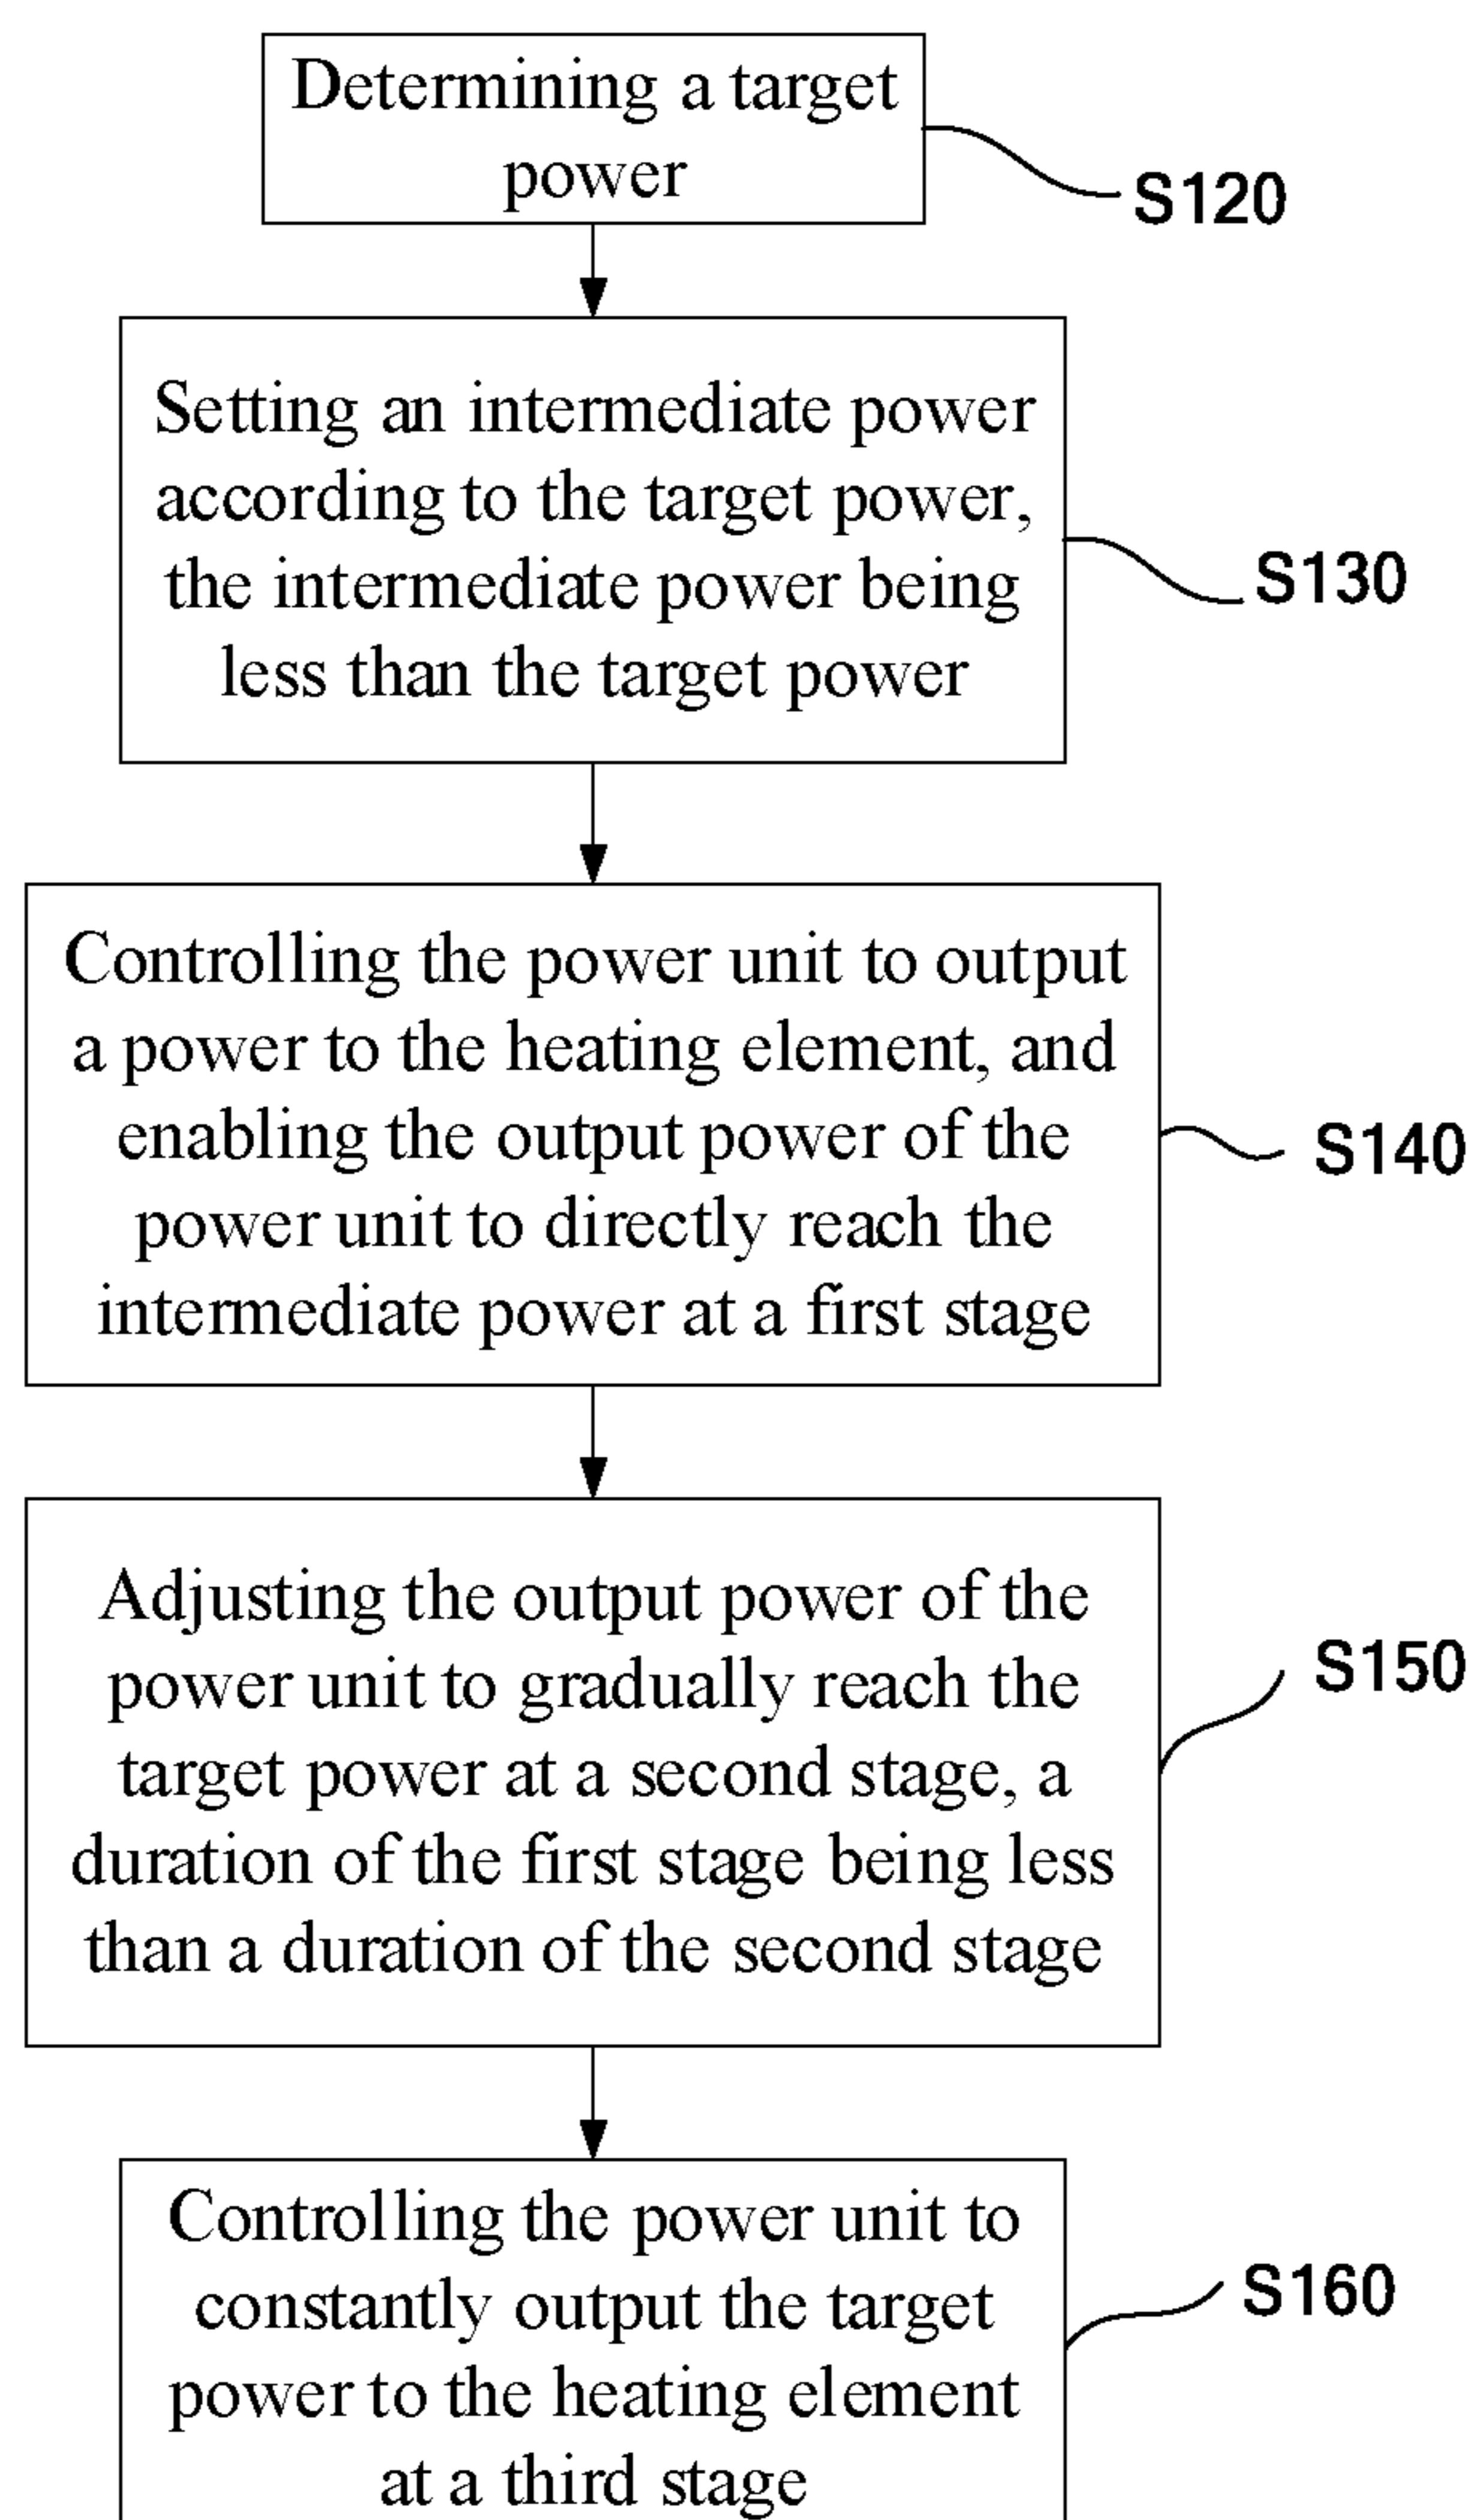 Determining a target
power
S120
Setting an intermediate power
according to the target power,
the intermediate power being
less than the target power
S130
Controlling the power unit to output
a power to the heating element, and
enabling the output power of the
power unit to directly reach the
intermediate power at a first stage
S140
Adjusting the output power of the
power unit to gradually reach the
target power at a second stage, a
duration of the first stage being less
than a duration of the second stage
S150
Controlling the power unit to
constantly output the target
power to the heating element
at a third stage
S160